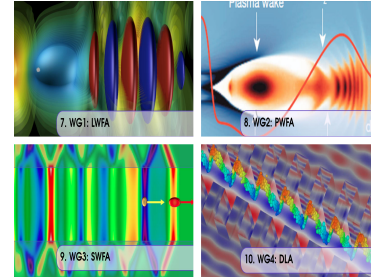 Plasma wake
7. WG1: LWFA
8. WG2: PWFA
9. WG3: SWFA
10. WG4: DLA